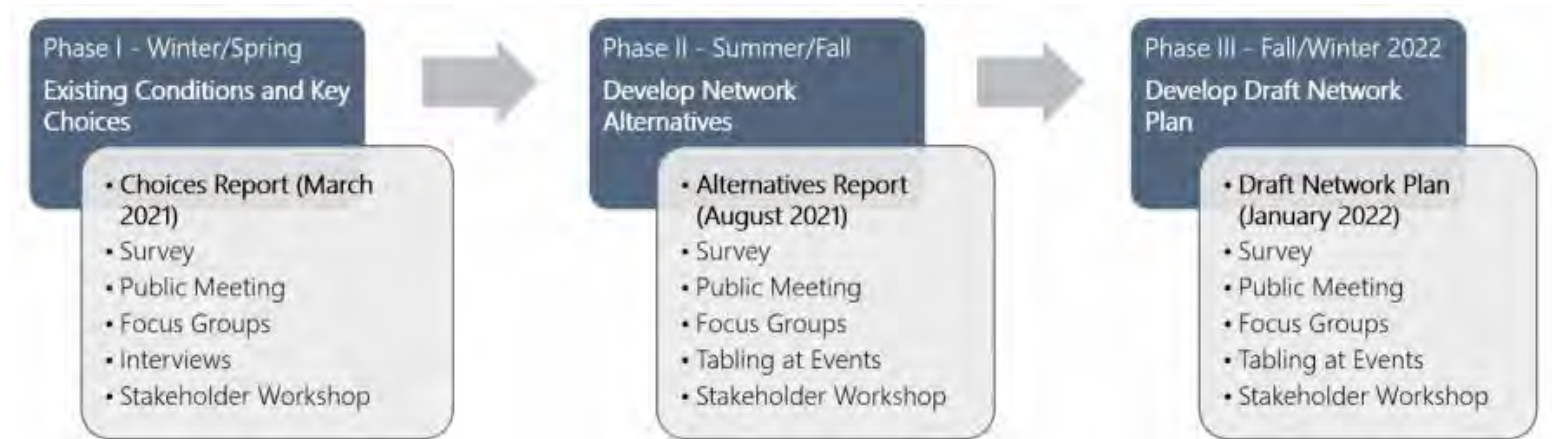 Phase I - Winter/Spring
Existing Conditions and Key
Choices
• Choices Report (March
2021)
• Survey
• Public Meeting
• Focus Groups
• Interviews
• Stakeholder Workshop
Phase II - Summer/Fall
Develop Network
Alternatives
• Alternatives Report
(August 2021)
• Survey
• Public Meeting
• Focus Groups
• Tabling at Events
• Stakeholder Workshop
Phase III - Fall/Winter 2022
Develop Draft Network
Plan
• Draft Network Plan
(January 2022)
• Survey
• Public Meeting
• Focus Groups
• Tabling at Events
• Stakeholder Workshop